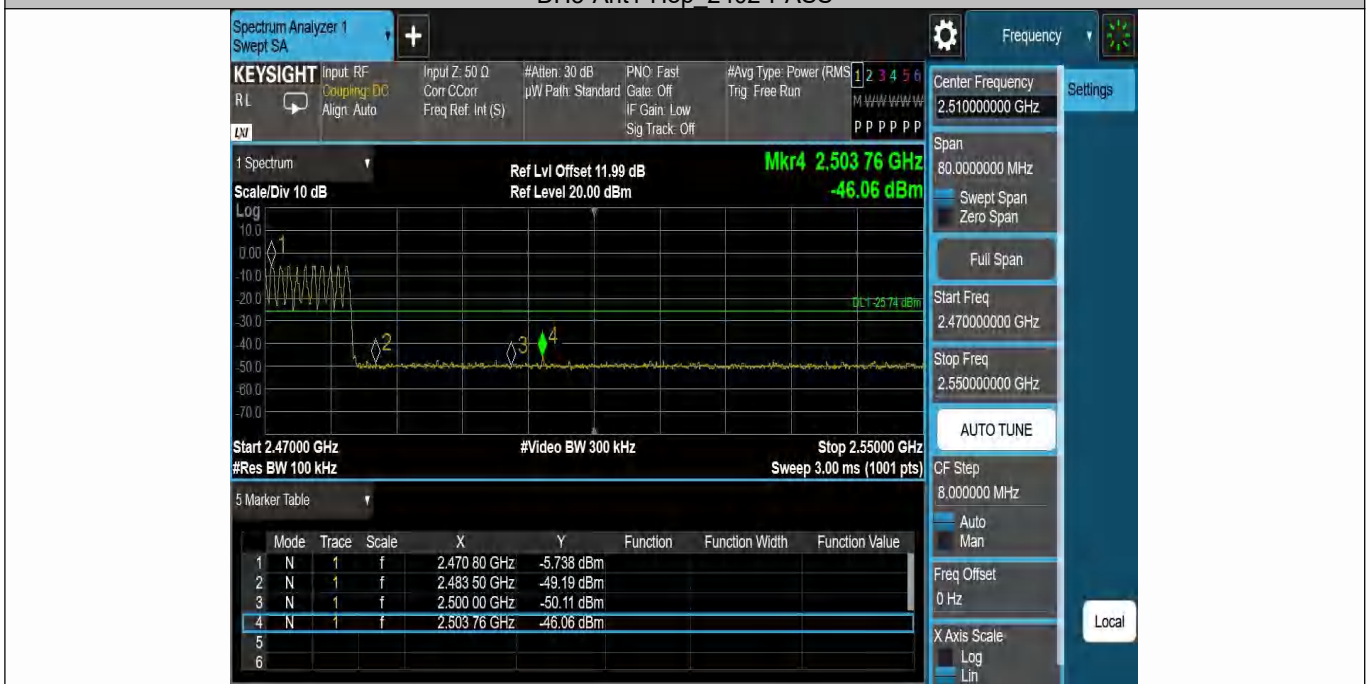 Spectrum Analyzer 1
Swept SA
+
Frequency
KEYSIGHT
RL
LXI
Input: RF
Coupling: DC
Align: Auto
Input Z: 50 Ω
Corr CCorr
Freq Ref: Int (S)
#Atten: 30 dB
µW Path: Standard
PNO: Fast
Gate: Off
IF Gain: Low
Sig Track: Off
#Avg Type: Power (RMS
Trig: Free Run
1 2 3 4 5 6
M W W W W W
P P P P P P
Center Frequency
2.510000000 GHz
Settings
1 Spectrum
Scale/Div 10 dB
Ref Lvl Offset 11.99 dB
Ref Level 20.00 dBm
Mkr4 2.503 76 GHz
-46.06 dBm
Span
80.0000000 MHz
Swept Span
Zero Span
Full Span
Log
10.0
0.00
-10.0
-20.0
-30.0
-40.0
-50.0
-60.0
-70.0
1
2
3
4
DL1 -25.74 dBm
Start Freq
2.470000000 GHz
Stop Freq
2.550000000 GHz
AUTO TUNE
Start 2.47000 GHz
#Res BW 100 kHz
#Video BW 300 kHz
Stop 2.55000 GHz
Sweep 3.00 ms (1001 pts)
CF Step
8.000000 MHz
Auto
Man
5 Marker Table
Mode Trace Scale X Y Function Function Width Function Value
1 N 1 f 2.470 80 GHz -5.738 dBm
2 N 1 f 2.483 50 GHz -49.19 dBm
3 N 1 f 2.500 00 GHz -50.11 dBm
4 N 1 f 2.503 76 GHz -46.06 dBm
5
6
Freq Offset
0 Hz
Local
X Axis Scale
Log
Lin